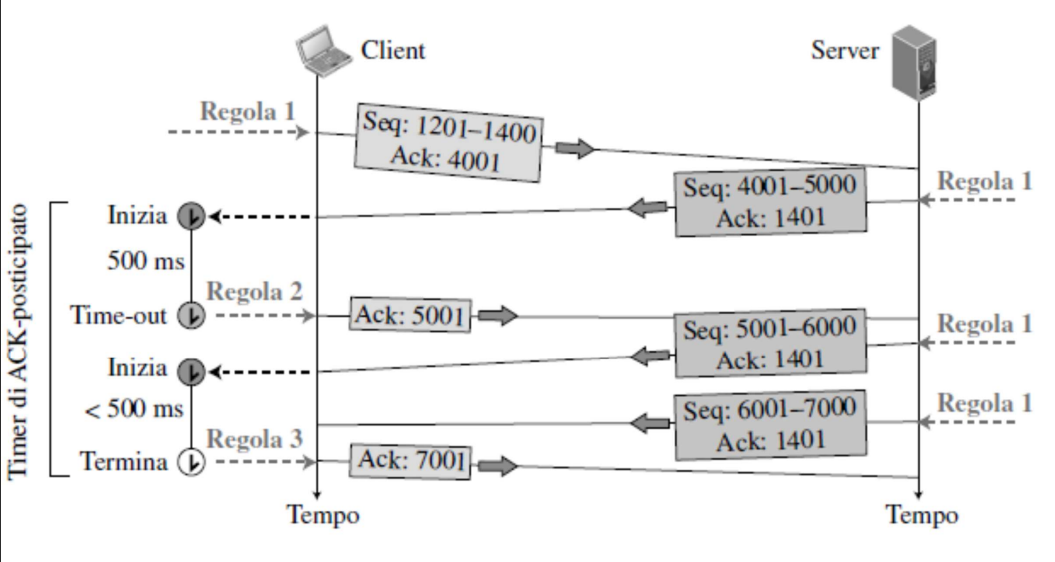 Client
Server
Regola 1
Seq: 1201–1400
Ack: 4001
Seq: 4001–5000
Ack: 1401
Regola 1
Timer di ACK-posticipato
Inizia
500 ms
Time-out
Regola 2
Ack: 5001
Seq: 5001–6000
Ack: 1401
Regola 1
Inizia
< 500 ms
Seq: 6001–7000
Ack: 1401
Regola 1
Termina
Regola 3
Ack: 7001
Tempo
Tempo